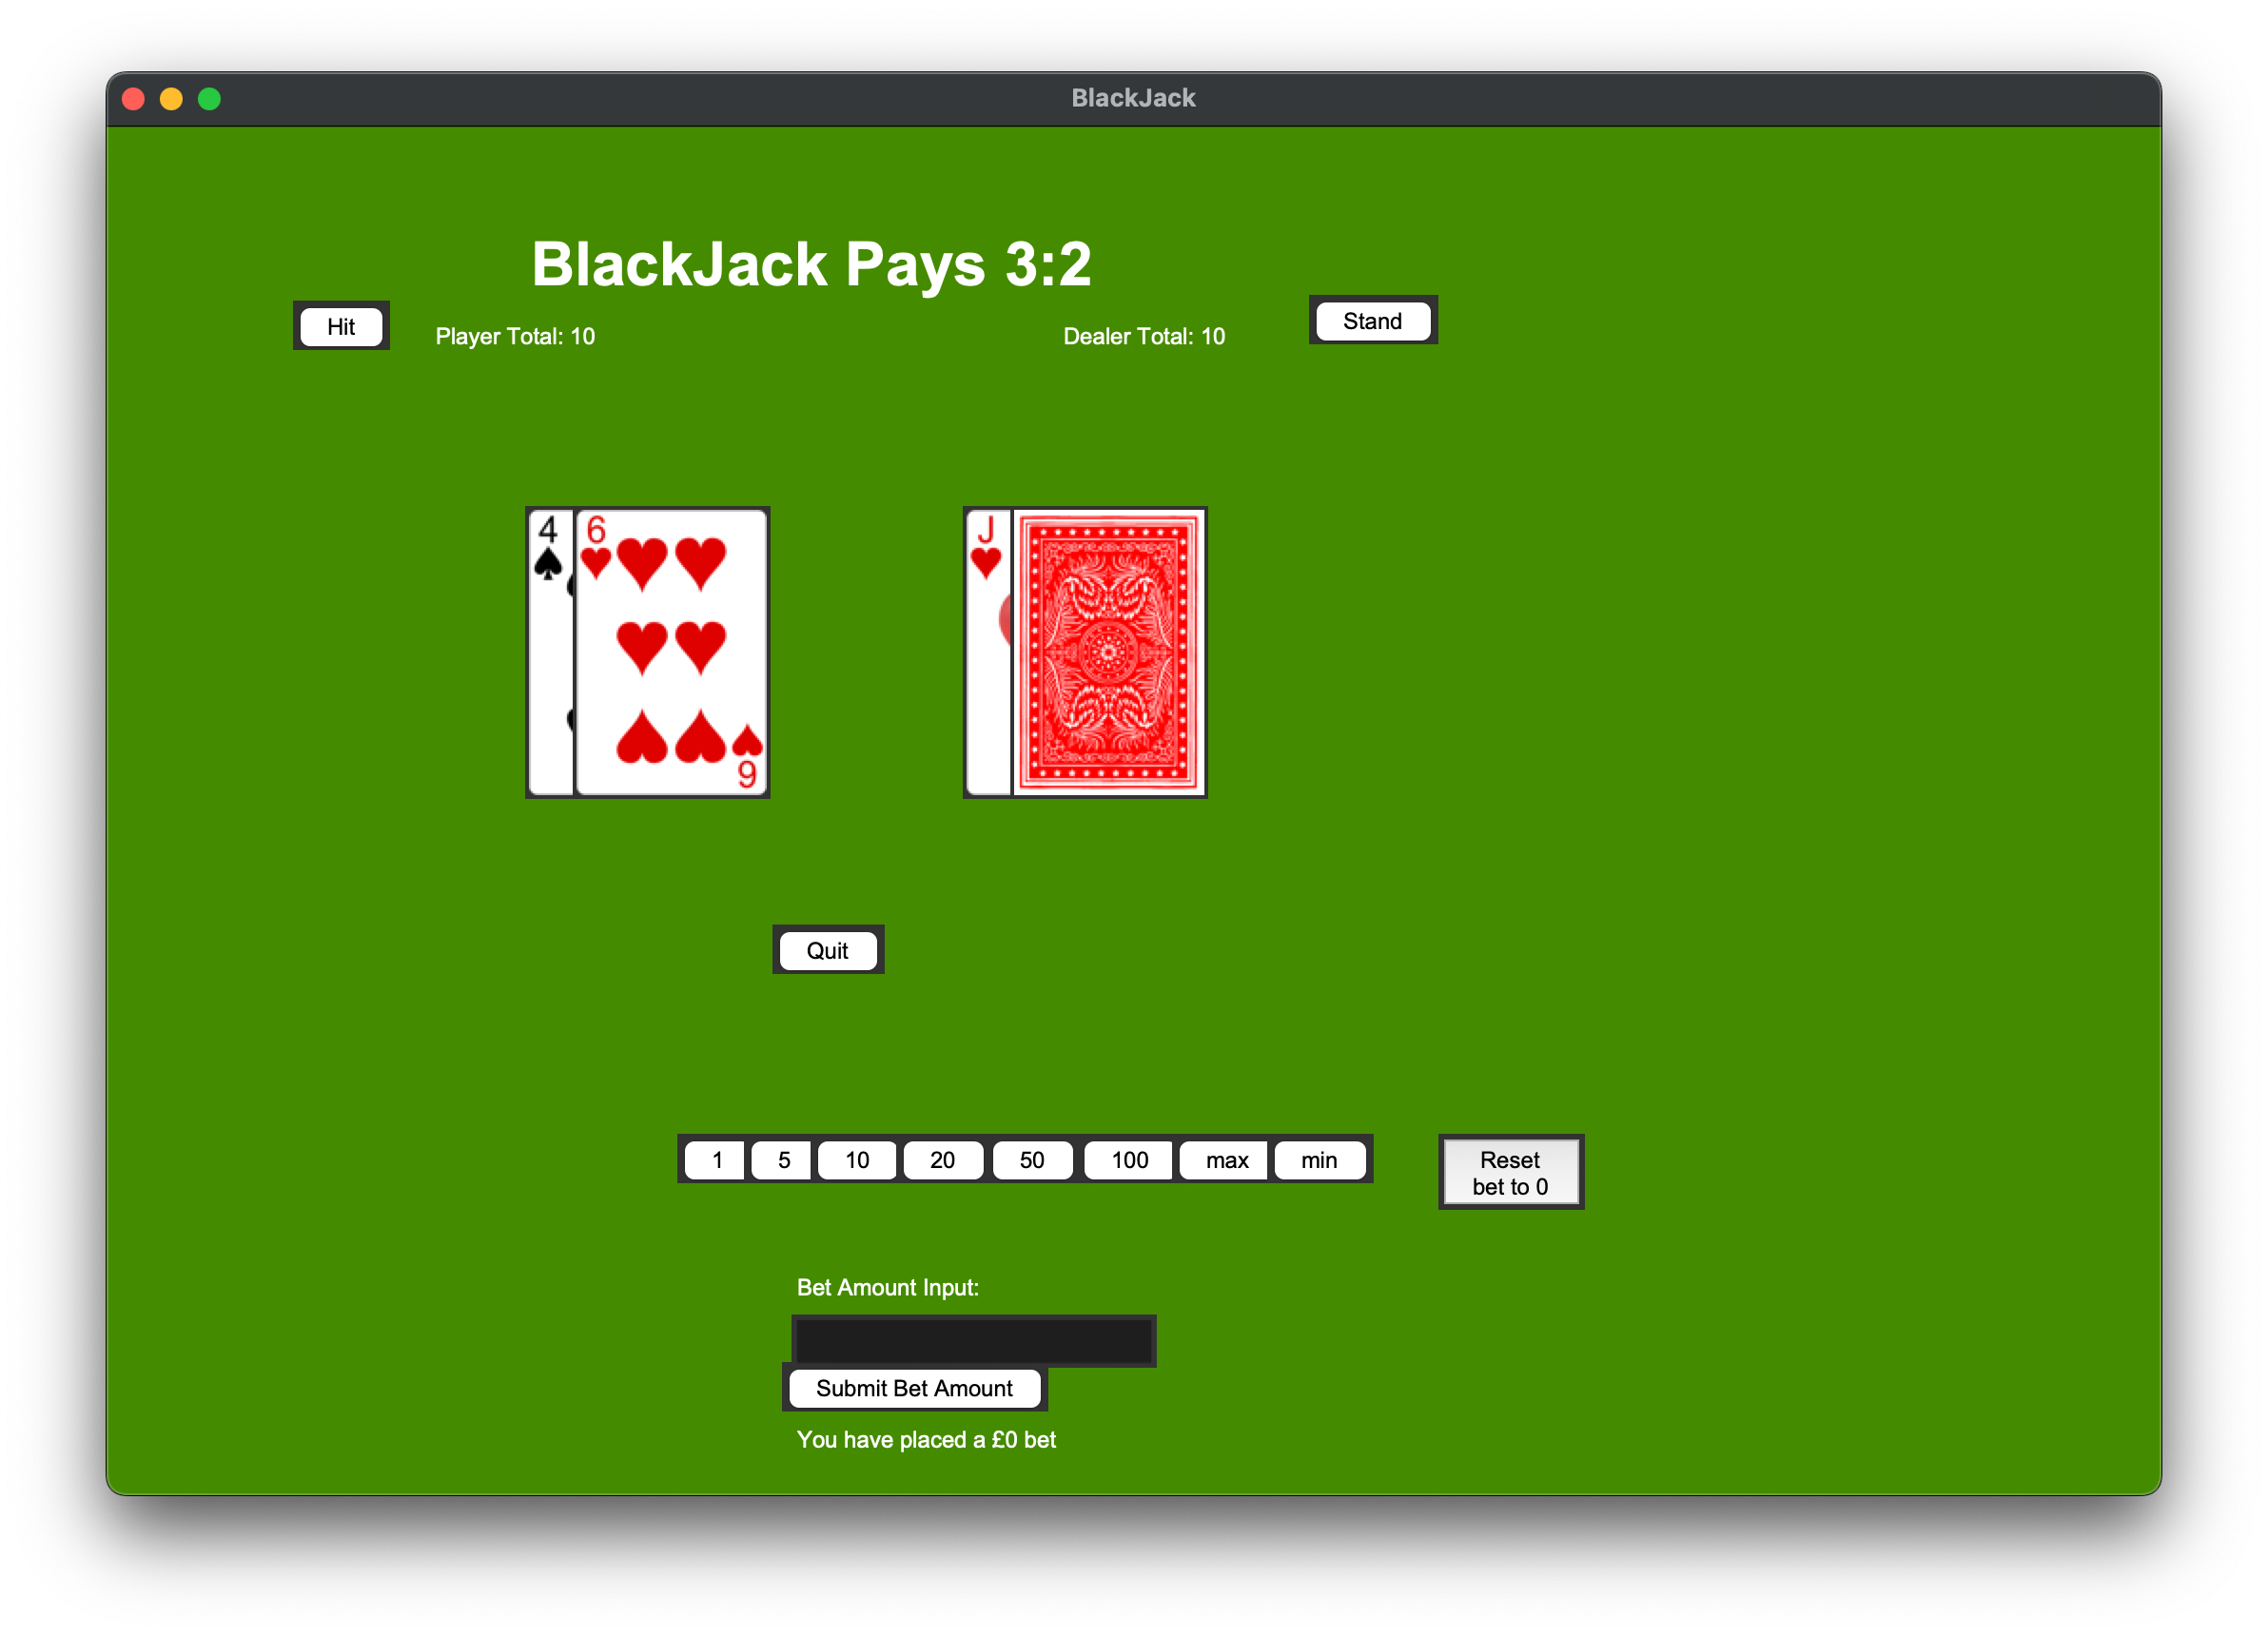 BlackJack
BlackJack Pays 3:2
Hit
Player Total: 10
Dealer Total: 10
Stand
4
6
6
J
Quit
1
5
10
20
50
100
max
min
Reset
bet to 0
Bet Amount Input:
Submit Bet Amount
You have placed a £0 bet